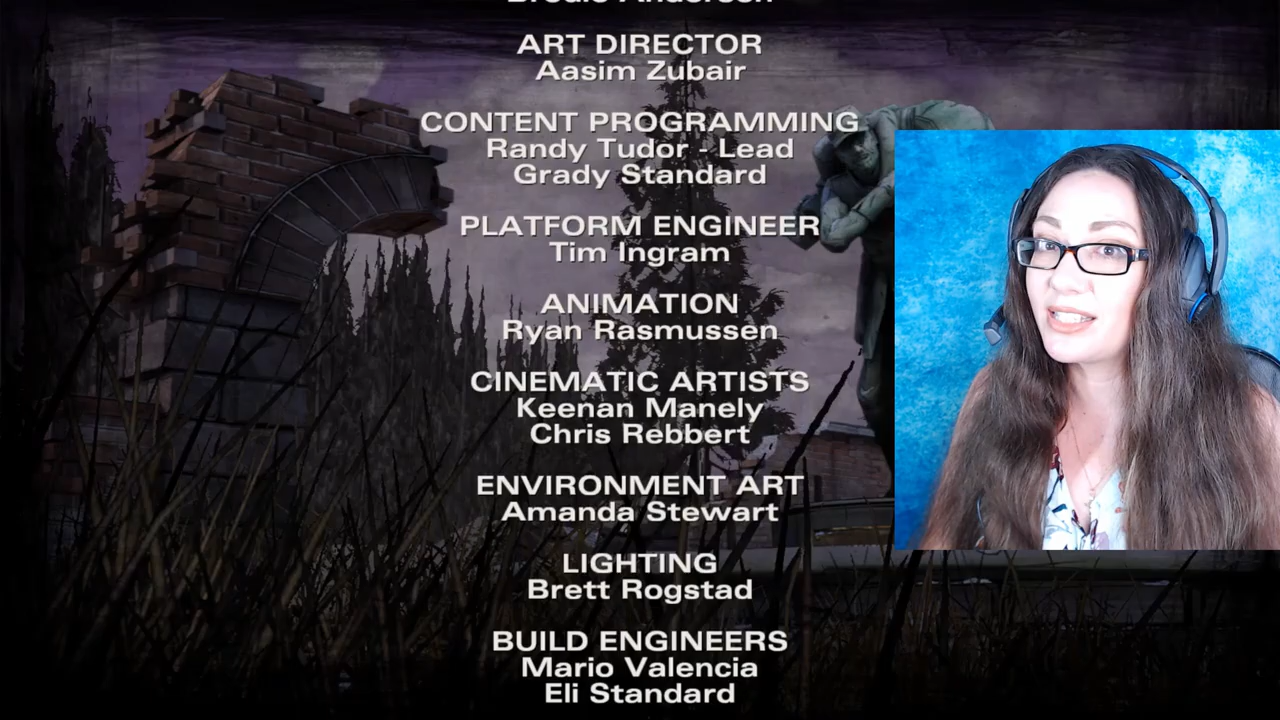 ART DIRECTOR
Aasim Zubair
CONTENT PROGRAMMING
Randy Tudor - Lead
Grady Standard
PLATFORM ENGINEER
Tim Ingram
ANIMATION
Ryan Rasmussen
CINEMATIC ARTISTS
Keenan Manely
Chris Rebbert
ENVIRONMENT ART
Amanda Stewart
LIGHTING
Brett Rogstad
BUILD ENGINEERS
Mario Valencia
Eli Standard